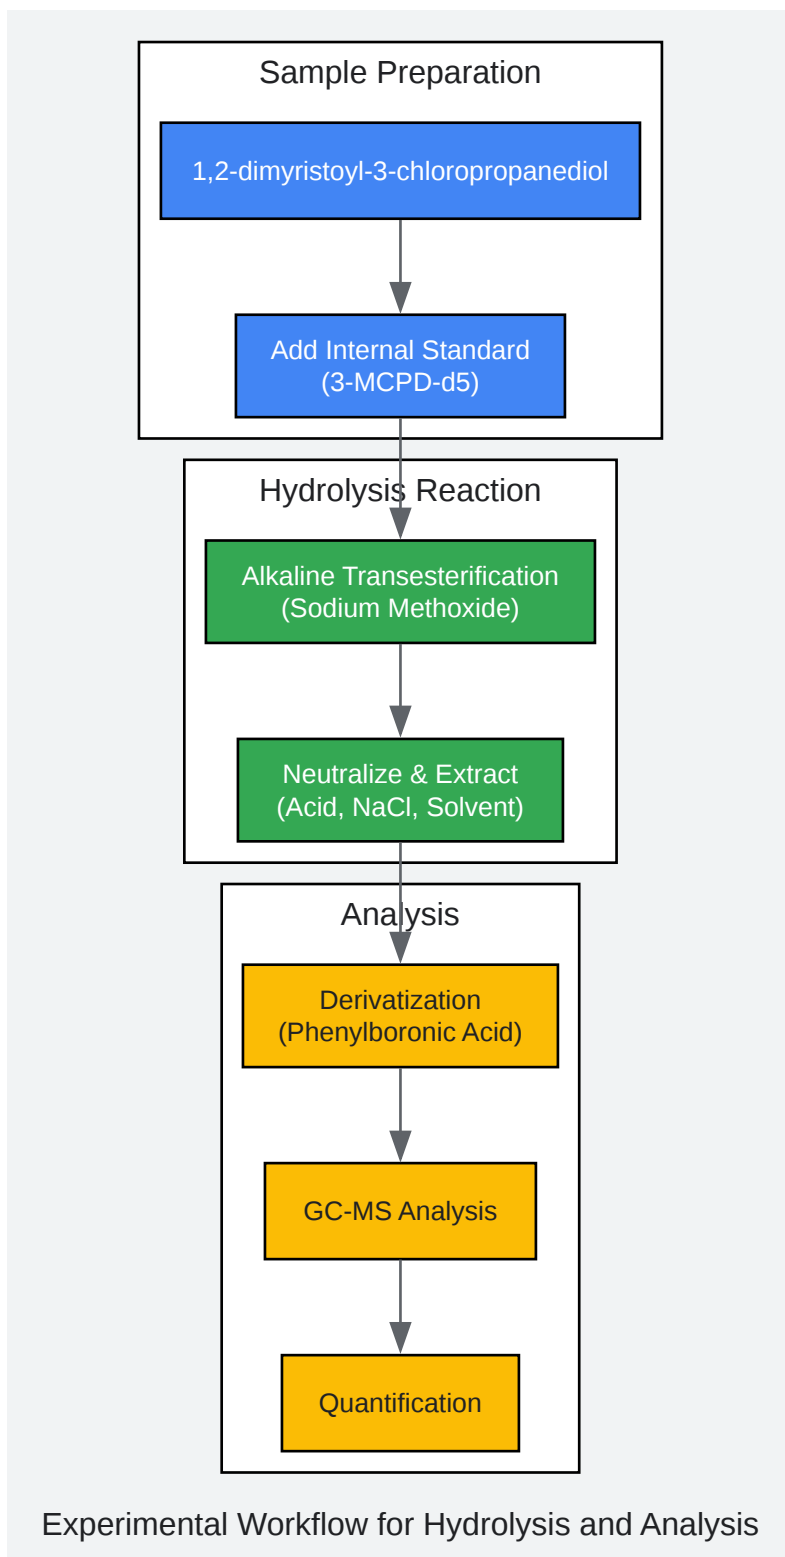 Sample Preparation
1,2-dimyristoyl-3-chloropropanediol
Add Internal Standard
(3-MCPD-d5)
Hydrolysis Reaction
Alkaline Transesterification
(Sodium Methoxide)
Neutralize & Extract
(Acid, NaCl, Solvent)
Analysis
Derivatization
(Phenylboronic Acid)
GC-MS Analysis
Quantification
Experimental Workflow for Hydrolysis and Analysis